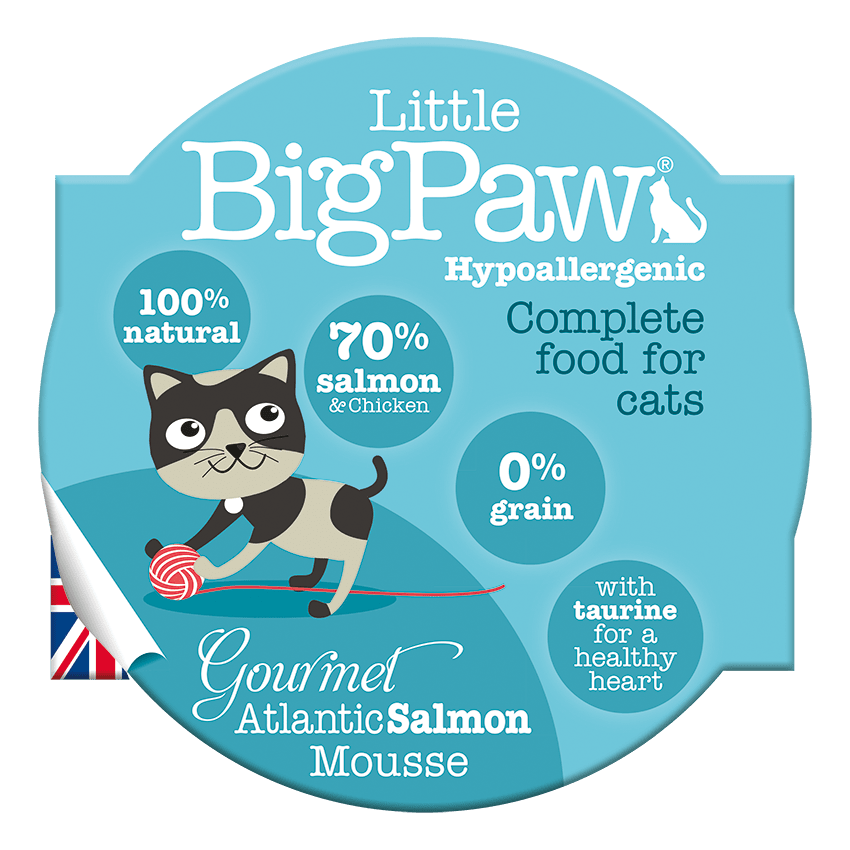 Little
BigPaw®
Hypoallergenic
Complete
food for
cats
100%
natural
70%
salmon
& Chicken
0%
grain
with
taurine
for a
healthy
heart
Gourmet
Atlantic Salmon
Mousse